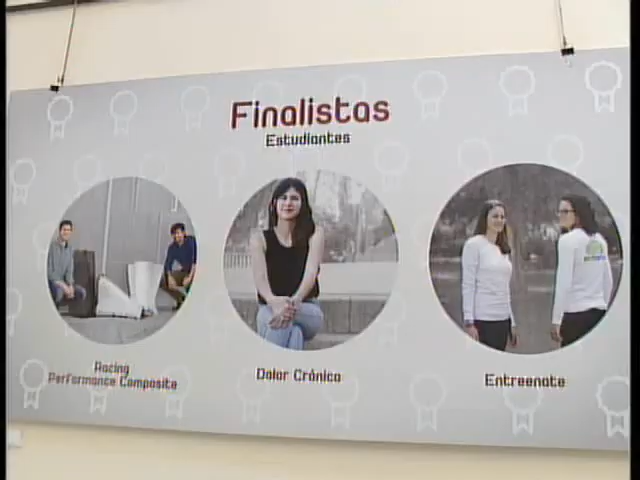 Finalistas
Estudiantes
Racing
Performance Composite
Dolor Crónico
Entreenate